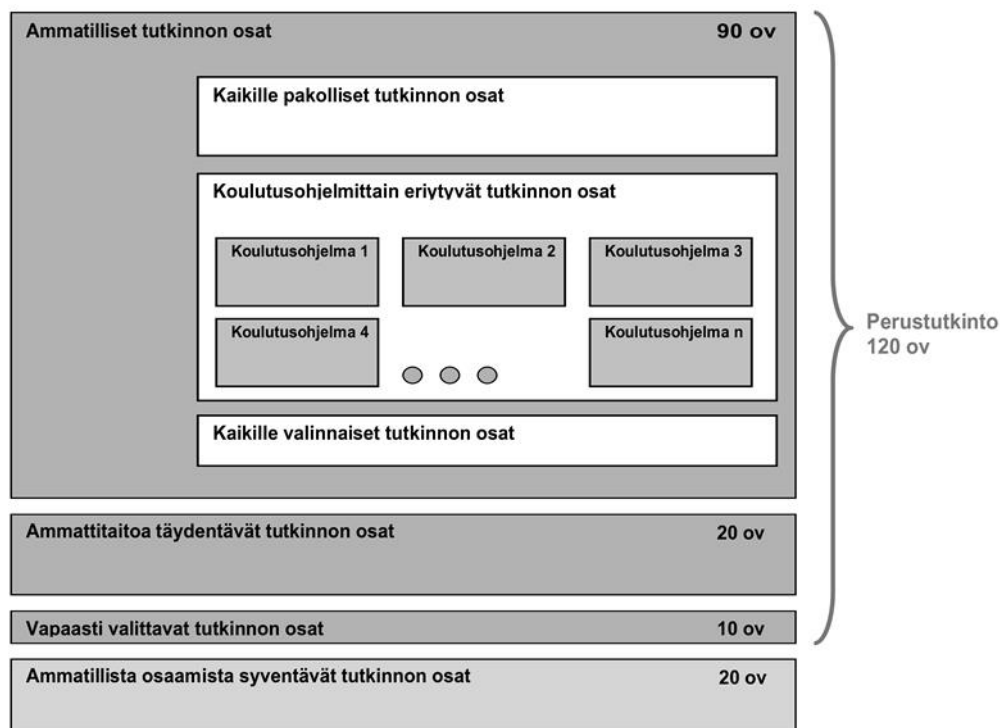 Ammatilliset tutkinnon osat 90 ov
Kaikille pakolliset tutkinnon osat
Koulutusohjelmittain eriytyvät tutkinnon osat
Koulutusohjelma 1 Koulutusohjelma 2 Koulutusohjelma 3
Koulutusohjelma 4 Koulutusohjelma n
Kaikille valinnaiset tutkinnon osat
Ammattitaitoa täydentävät tutkinnon osat 20 ov
Vapaasti valittavat tutkinnon osat 10 ov
Ammatillista osaamista syventävät tutkinnon osat 20 ov
Perustutkinto
120 ov